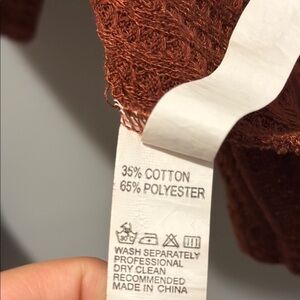 35% COTTON
65% POLYESTER
WASH SEPARATELY
PROFESSIONAL
DRY CLEAN
RECOMMENDED
MADE IN CHINA